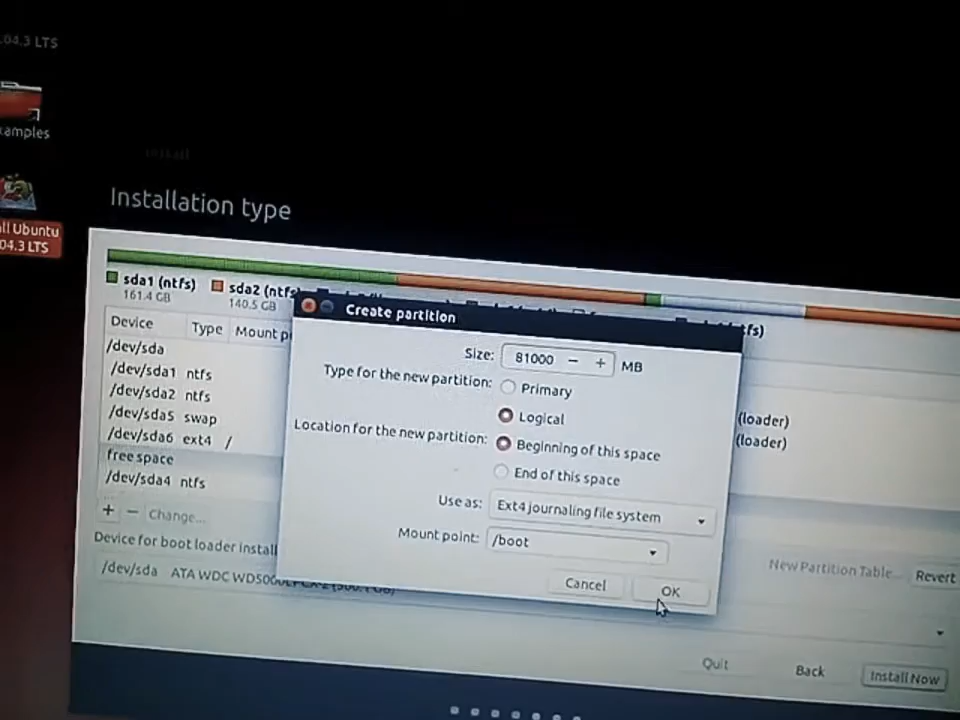 .04.3 LTS
amples
all Ubuntu
04.3 LTS
Installation type
sda1 (ntfs)
161.4 GB
sda2 (ntfs
140.5 GB
Device Type Mount p
/dev/sda
/dev/sda1 ntfs
/dev/sda2 ntfs
/dev/sda5 swap
/dev/sda6 ext4 /
free space
/dev/sda4 ntfs
+ − Change...
Device for boot loader install
/dev/sda ATA WDC
Create partition
Size: 81000 − + MB
Type for the new partition: Primary
Logical
Location for the new partition: Beginning of this space
End of this space
Use as: Ext4 journaling file system
Mount point: /boot
Cancel OK
(loader)
(loader)
New Partition Table... Revert
Quit Back Install Now